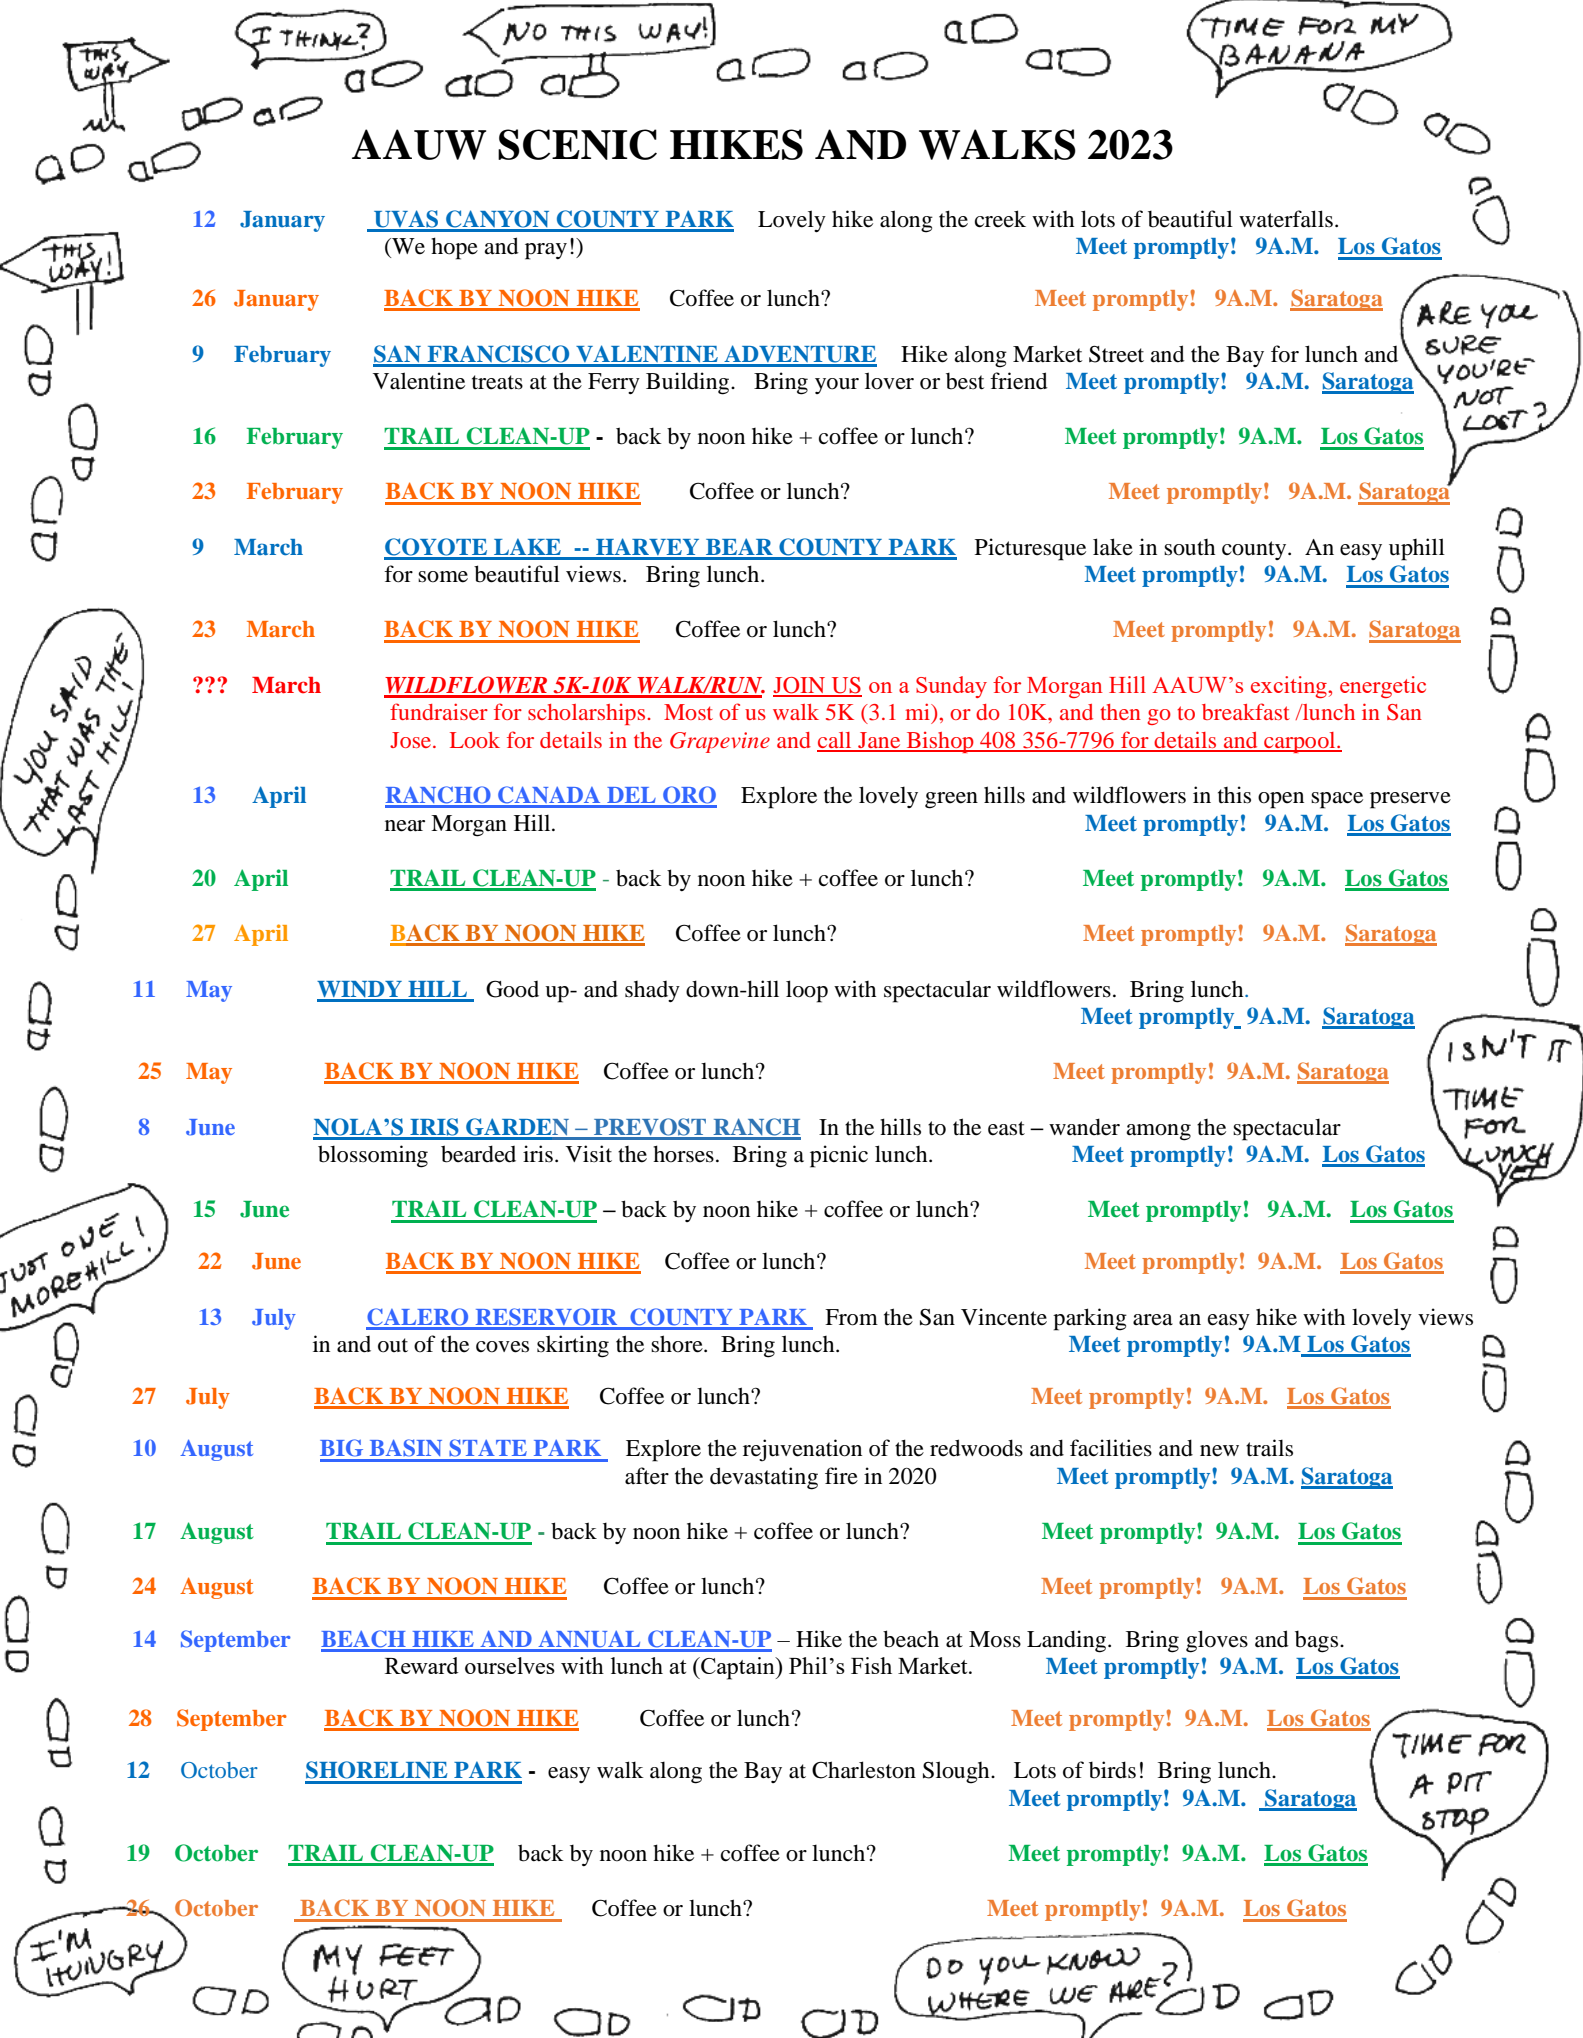 THIS WAY
I THINK?
NO THIS WAY!
TIME FOR MY BANANA
AAUW SCENIC HIKES AND WALKS 2023
12 January UVAS CANYON COUNTY PARK Lovely hike along the creek with lots of beautiful waterfalls.
(We hope and pray!) Meet promptly! 9A.M. Los Gatos
THIS WAY!
26 January BACK BY NOON HIKE Coffee or lunch? Meet promptly! 9A.M. Saratoga
ARE YOU
SURE
YOU'RE
NOT
LOST?
9 February SAN FRANCISCO VALENTINE ADVENTURE Hike along Market Street and the Bay for lunch and
Valentine treats at the Ferry Building. Bring your lover or best friend Meet promptly! 9A.M. Saratoga
16 February TRAIL CLEAN-UP - back by noon hike + coffee or lunch? Meet promptly! 9A.M. Los Gatos
23 February BACK BY NOON HIKE Coffee or lunch? Meet promptly! 9A.M. Saratoga
9 March COYOTE LAKE -- HARVEY BEAR COUNTY PARK Picturesque lake in south county. An easy uphill
for some beautiful views. Bring lunch. Meet promptly! 9A.M. Los Gatos
23 March BACK BY NOON HIKE Coffee or lunch? Meet promptly! 9A.M. Saratoga
YOU SAID
THAT WAS THE
LAST HILL!
??? March WILDFLOWER 5K-10K WALK/RUN. JOIN US on a Sunday for Morgan Hill AAUW's exciting, energetic
fundraiser for scholarships. Most of us walk 5K (3.1 mi), or do 10K, and then go to breakfast /lunch in San
Jose. Look for details in the Grapevine and call Jane Bishop 408 356-7796 for details and carpool.
13 April RANCHO CANADA DEL ORO Explore the lovely green hills and wildflowers in this open space preserve
near Morgan Hill. Meet promptly! 9A.M. Los Gatos
20 April TRAIL CLEAN-UP - back by noon hike + coffee or lunch? Meet promptly! 9A.M. Los Gatos
27 April BACK BY NOON HIKE Coffee or lunch? Meet promptly! 9A.M. Saratoga
11 May WINDY HILL Good up- and shady down-hill loop with spectacular wildflowers. Bring lunch.
Meet promptly 9A.M. Saratoga
ISN'T IT
TIME
FOR
LUNCH
YET
25 May BACK BY NOON HIKE Coffee or lunch? Meet promptly! 9A.M. Saratoga
8 June NOLA'S IRIS GARDEN – PREVOST RANCH In the hills to the east – wander among the spectacular
blossoming bearded iris. Visit the horses. Bring a picnic lunch. Meet promptly! 9A.M. Los Gatos
15 June TRAIL CLEAN-UP – back by noon hike + coffee or lunch? Meet promptly! 9A.M. Los Gatos
JUST ONE
MORE HILL!
22 June BACK BY NOON HIKE Coffee or lunch? Meet promptly! 9A.M. Los Gatos
13 July CALERO RESERVOIR COUNTY PARK From the San Vincente parking area an easy hike with lovely views
in and out of the coves skirting the shore. Bring lunch. Meet promptly! 9A.M Los Gatos
27 July BACK BY NOON HIKE Coffee or lunch? Meet promptly! 9A.M. Los Gatos
10 August BIG BASIN STATE PARK Explore the rejuvenation of the redwoods and facilities and new trails
after the devastating fire in 2020 Meet promptly! 9A.M. Saratoga
17 August TRAIL CLEAN-UP - back by noon hike + coffee or lunch? Meet promptly! 9A.M. Los Gatos
24 August BACK BY NOON HIKE Coffee or lunch? Meet promptly! 9A.M. Los Gatos
14 September BEACH HIKE AND ANNUAL CLEAN-UP – Hike the beach at Moss Landing. Bring gloves and bags.
Reward ourselves with lunch at (Captain) Phil's Fish Market. Meet promptly! 9A.M. Los Gatos
28 September BACK BY NOON HIKE Coffee or lunch? Meet promptly! 9A.M. Los Gatos
TIME FOR
A PIT
STOP
12 October SHORELINE PARK - easy walk along the Bay at Charleston Slough. Lots of birds! Bring lunch.
Meet promptly! 9A.M. Saratoga
19 October TRAIL CLEAN-UP back by noon hike + coffee or lunch? Meet promptly! 9A.M. Los Gatos
26 October BACK BY NOON HIKE Coffee or lunch? Meet promptly! 9A.M. Los Gatos
I'M
HUNGRY
MY FEET
HURT
DO YOU KNOW
WHERE WE ARE?